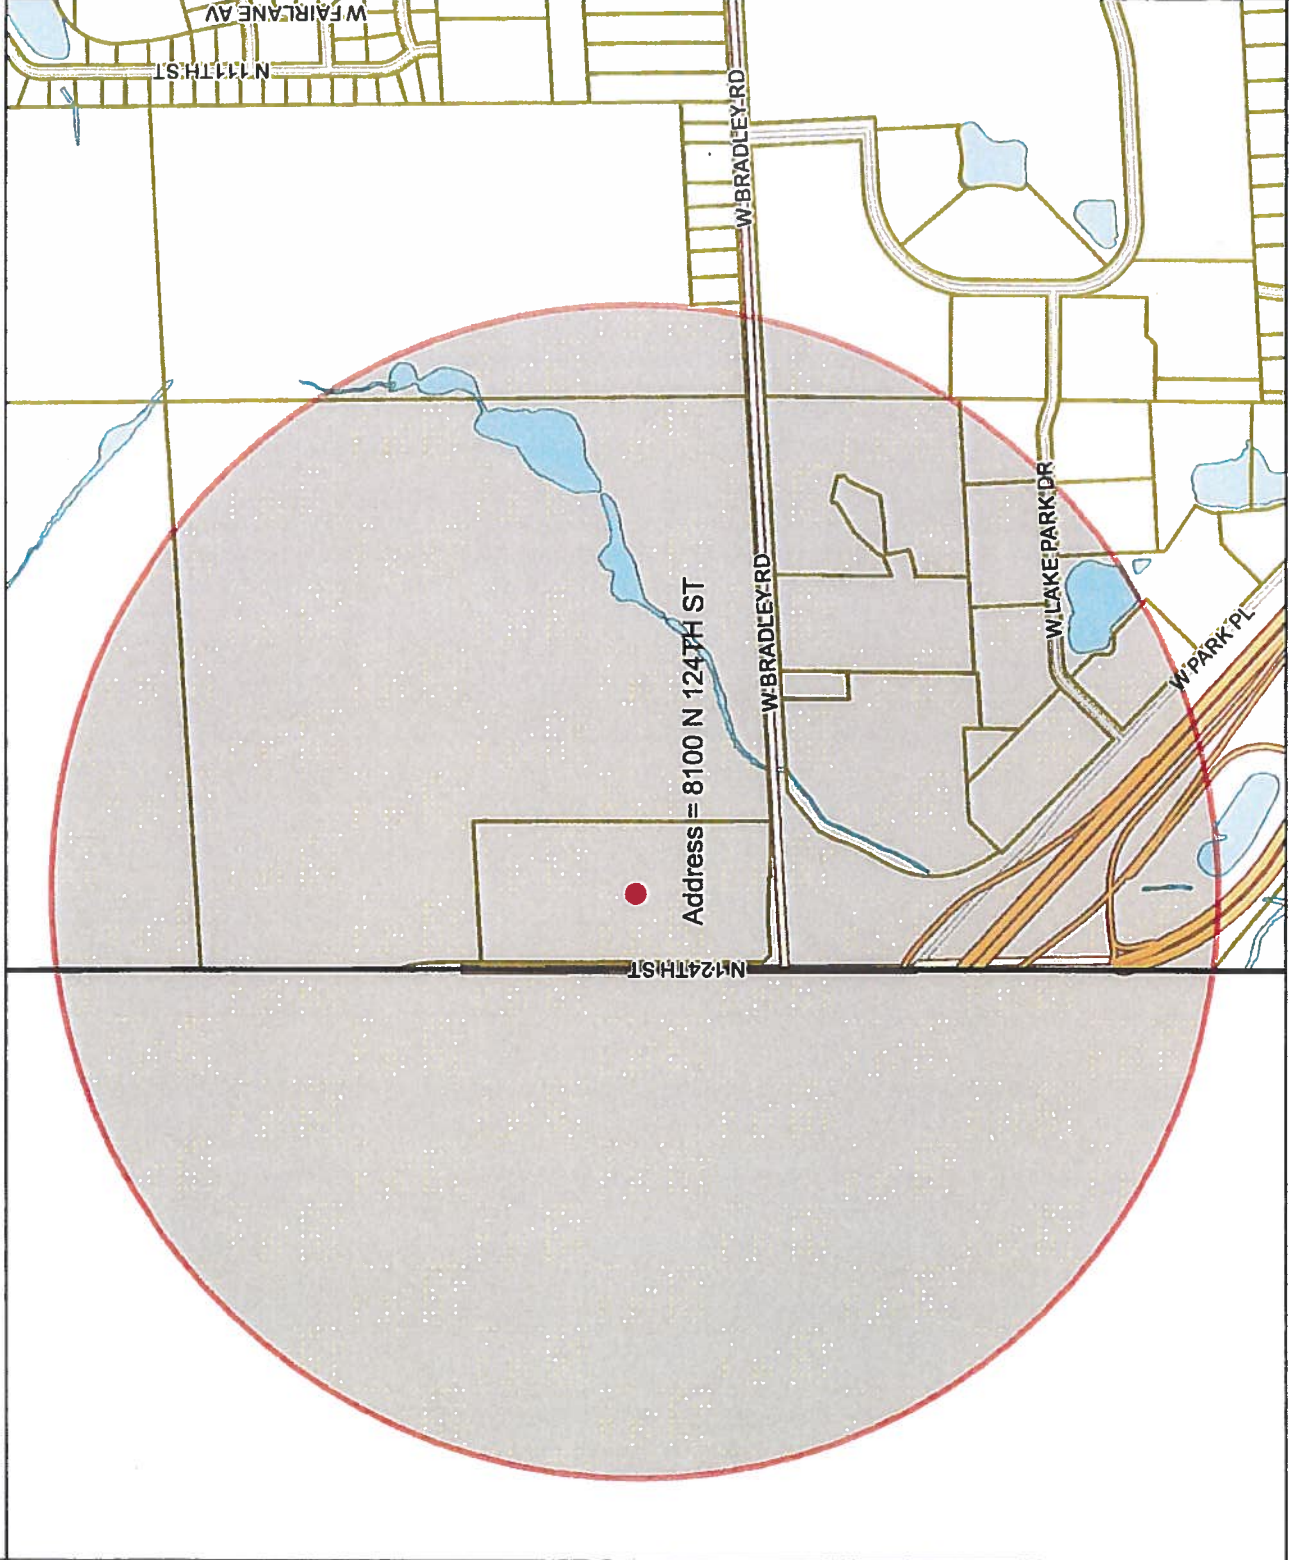 W FAIRLANE AV
N 111TH ST
W BRADLEY RD
W BRADLEY RD
Address = 8100 N 124TH ST
W LAKE PARK DR
W PARK PL
N 124TH ST